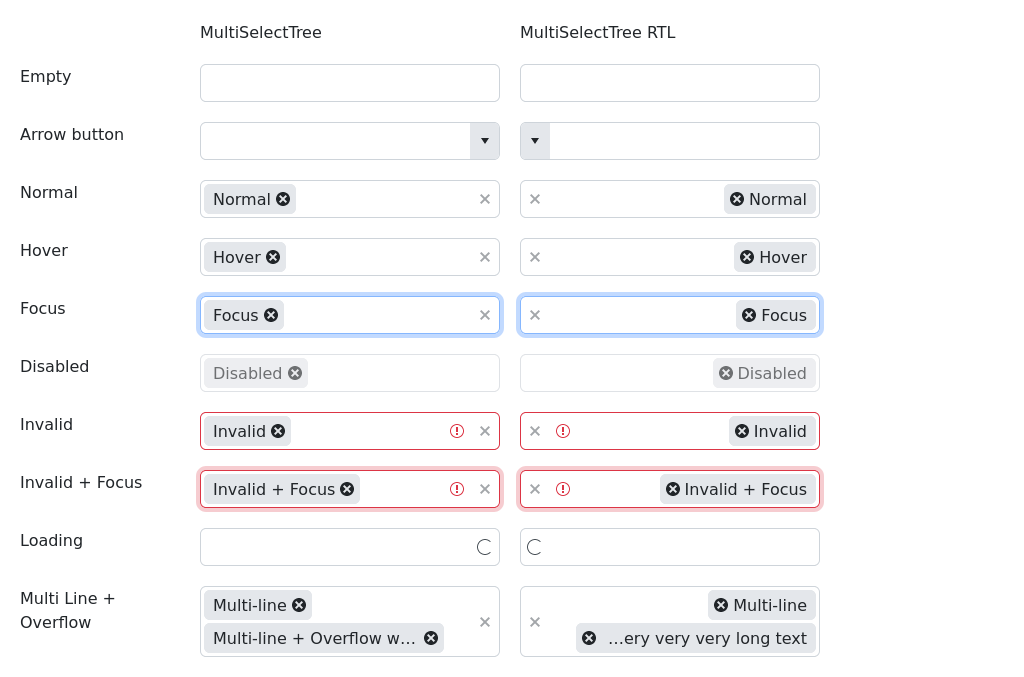 MultiSelectTree MultiSelectTree RTL
Empty
Arrow button
Normal Normal Normal
Hover Hover Hover
Focus Focus Focus
Disabled Disabled Disabled
Invalid Invalid Invalid
Invalid + Focus Invalid + Focus Invalid + Focus
Loading
Multi Line + Multi-line Multi-line
Overflow Multi-line + Overflow w... ...ery very very long text